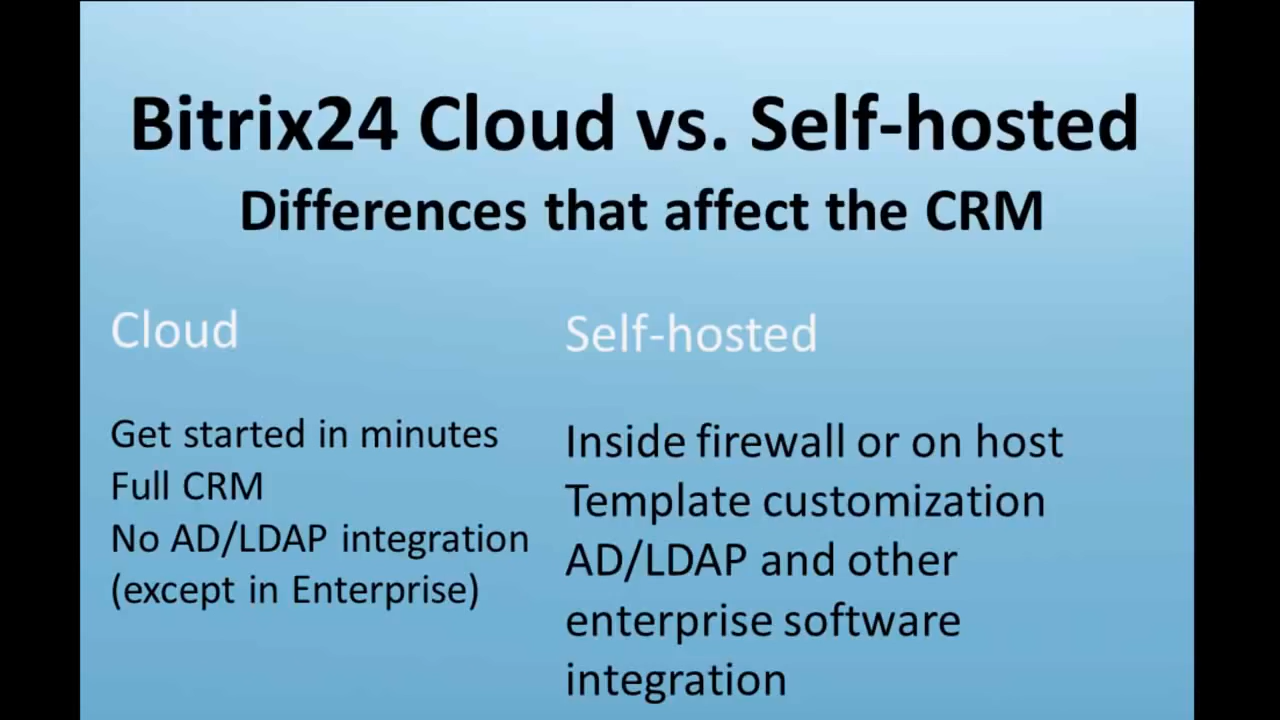 Bitrix24 Cloud vs. Self-hosted
Differences that affect the CRM
Cloud
Get started in minutes
Full CRM
No AD/LDAP integration
(except in Enterprise)
Self-hosted
Inside firewall or on host
Template customization
AD/LDAP and other
enterprise software
integration